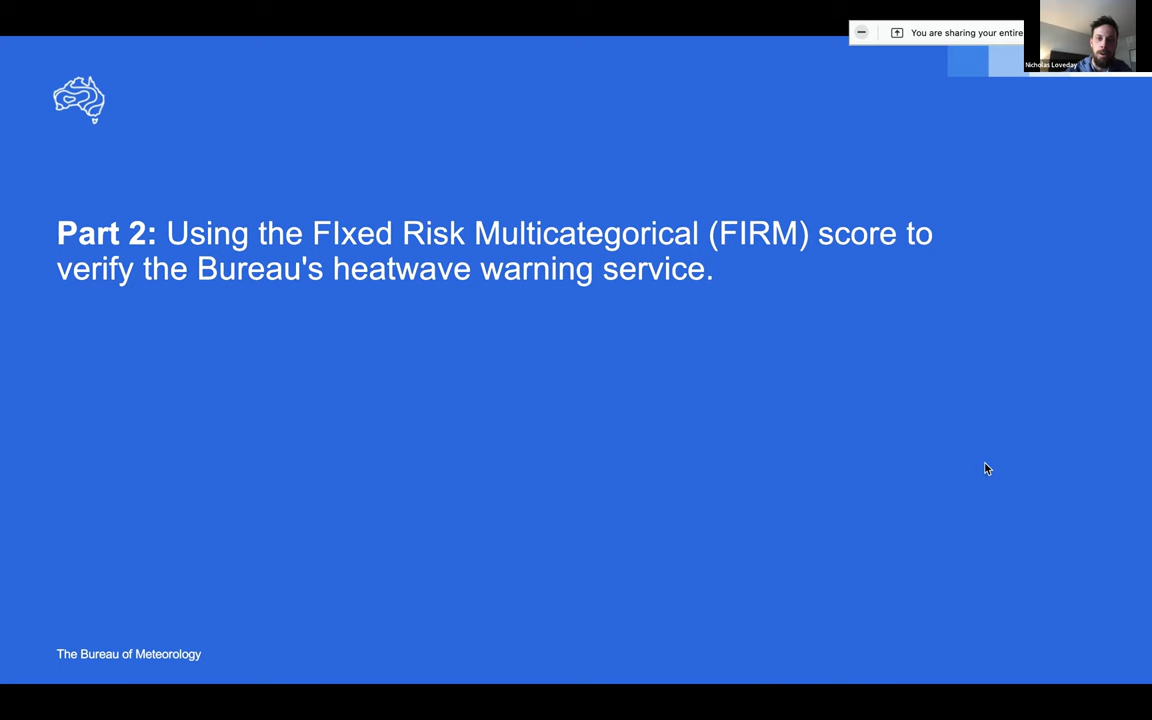 You are sharing your entire
Nicholas Loveday
Part 2: Using the FIxed Risk Multicategorical (FIRM) score to
verify the Bureau's heatwave warning service.
The Bureau of Meteorology